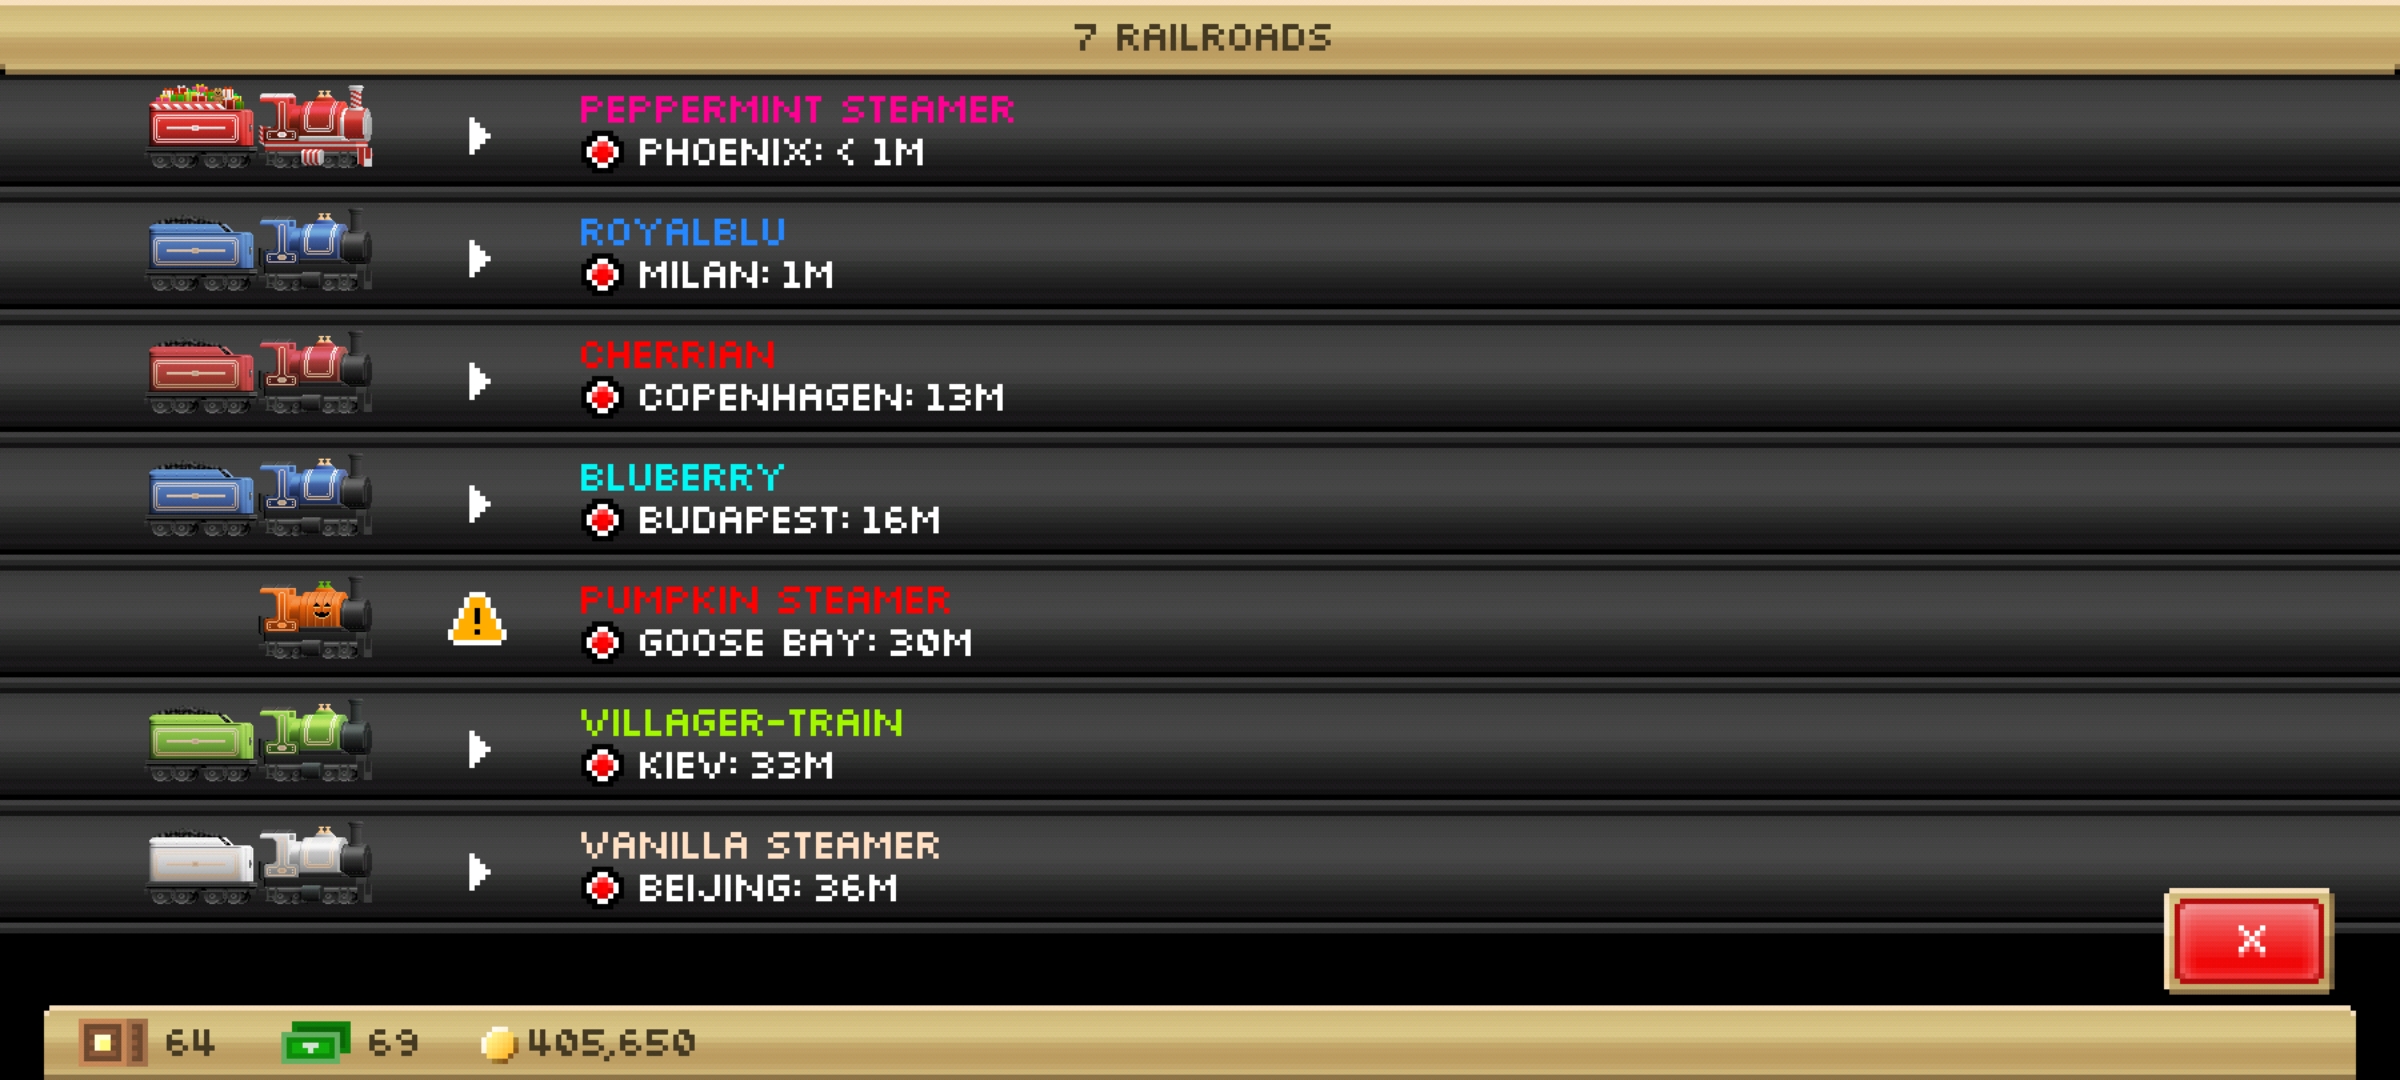 7 RAILROADS
PEPPERMINT STEAMER
PHOENIX: < 1M
ROYALBLU
MILAN: 1M
CHERRIAN
COPENHAGEN: 13M
BLUBERRY
BUDAPEST: 16M
PUMPKIN STEAMER
GOOSE BAY: 30M
VILLAGER-TRAIN
KIEV: 33M
VANILLA STEAMER
BEIJING: 36M
X
64 69 405,650